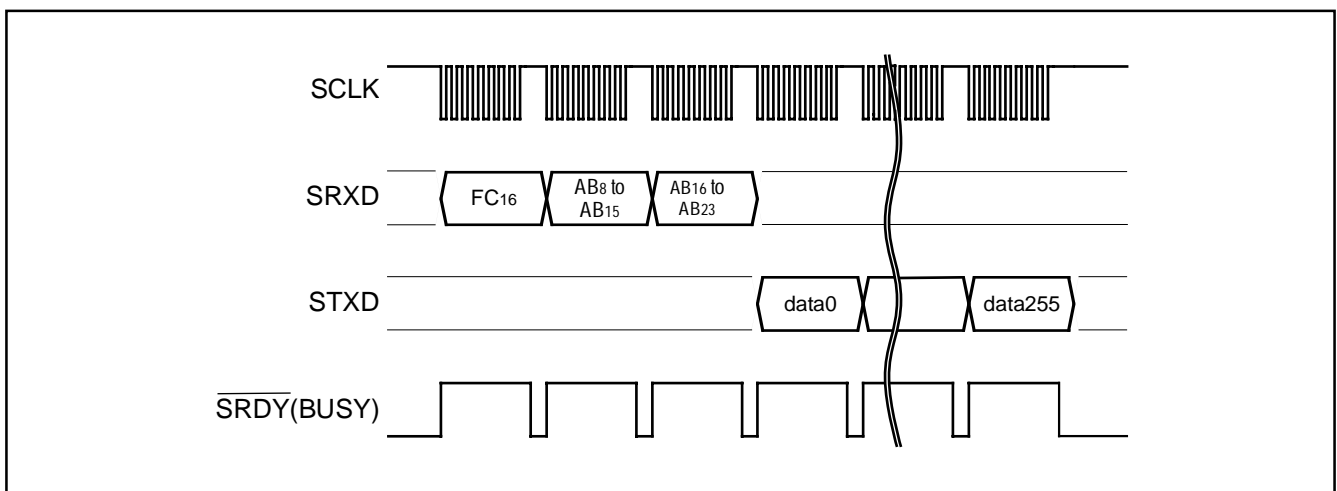 SCLK
SRXD
FC16
AB8 to
AB15
AB16 to
AB23
STXD
data0
data255
SRDY(BUSY)